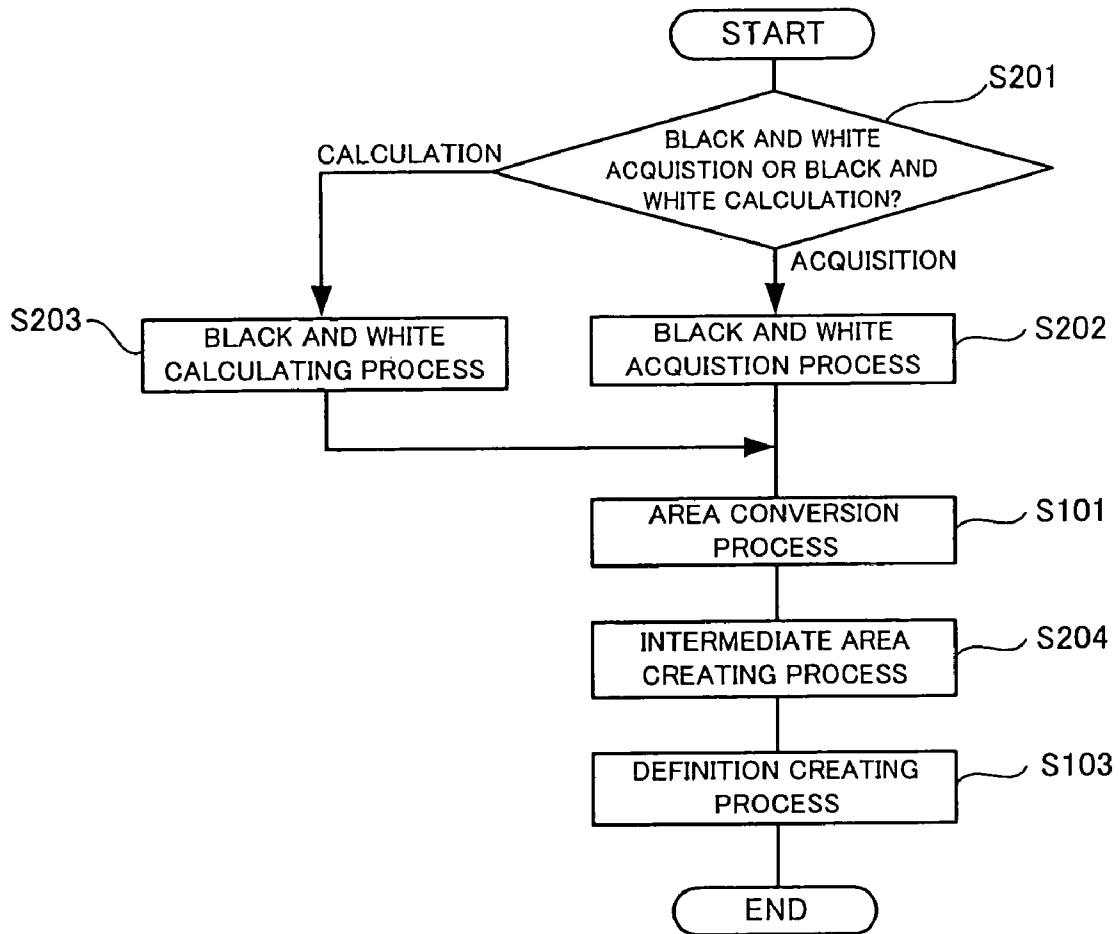 START
S201
BLACK AND WHITE
ACQUISTION OR BLACK AND
WHITE CALCULATION?
CALCULATION
ACQUISITION
S203
BLACK AND WHITE
CALCULATING PROCESS
BLACK AND WHITE
ACQUISTION PROCESS
S202
AREA CONVERSION
PROCESS
S101
INTERMEDIATE AREA
CREATING PROCESS
S204
DEFINITION CREATING
PROCESS
S103
END